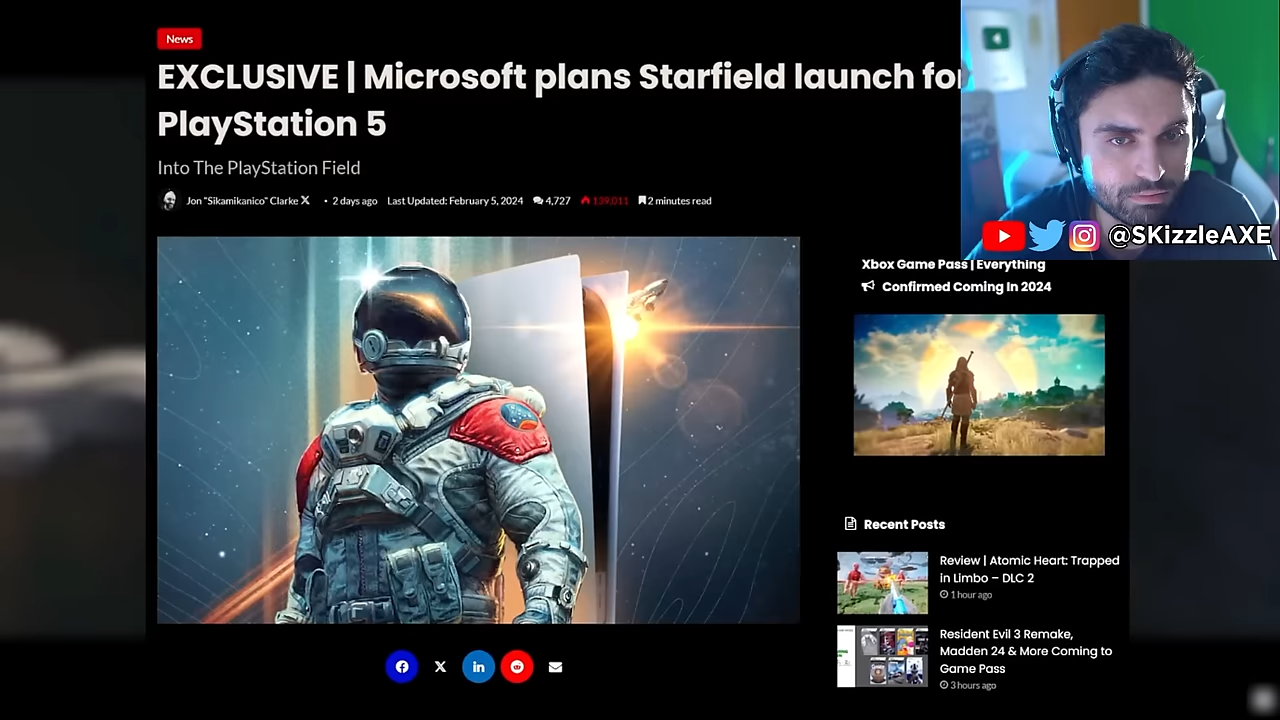 News
EXCLUSIVE | Microsoft plans Starfield launch for
PlayStation 5
Into The PlayStation Field
Jon "Sikamikanico" Clarke X • 2 days ago Last Updated: February 5, 2024 4,727 139,011 2 minutes read
@SKizzleAXE
Xbox Game Pass | Everything
Confirmed Coming In 2024
Recent Posts
Review | Atomic Heart: Trapped
in Limbo – DLC 2
1 hour ago
Resident Evil 3 Remake,
Madden 24 & More Coming to
Game Pass
3 hours ago